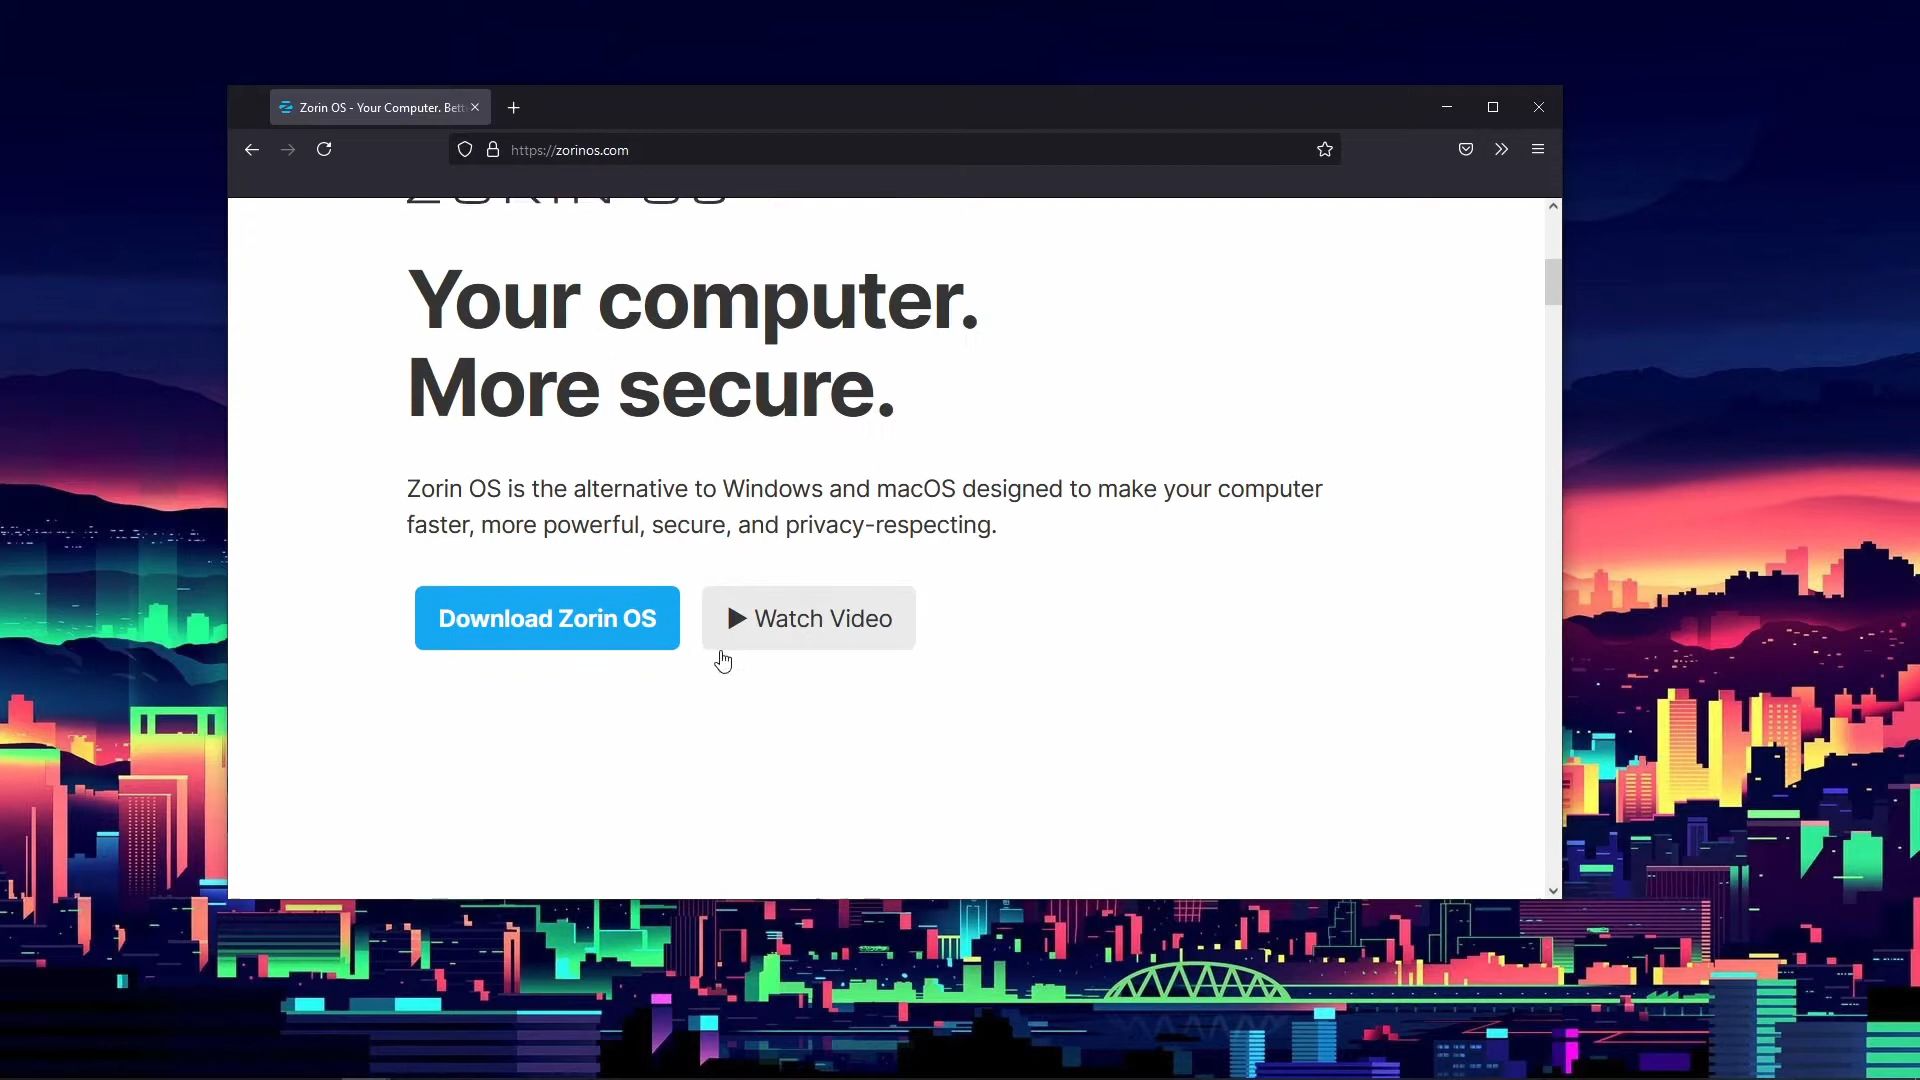 Zorin OS - Your Computer. Bett
https://zorinos.com
ZORIN OS
Your computer.
More secure.
Zorin OS is the alternative to Windows and macOS designed to make your computer
faster, more powerful, secure, and privacy-respecting.
Download Zorin OS
Watch Video